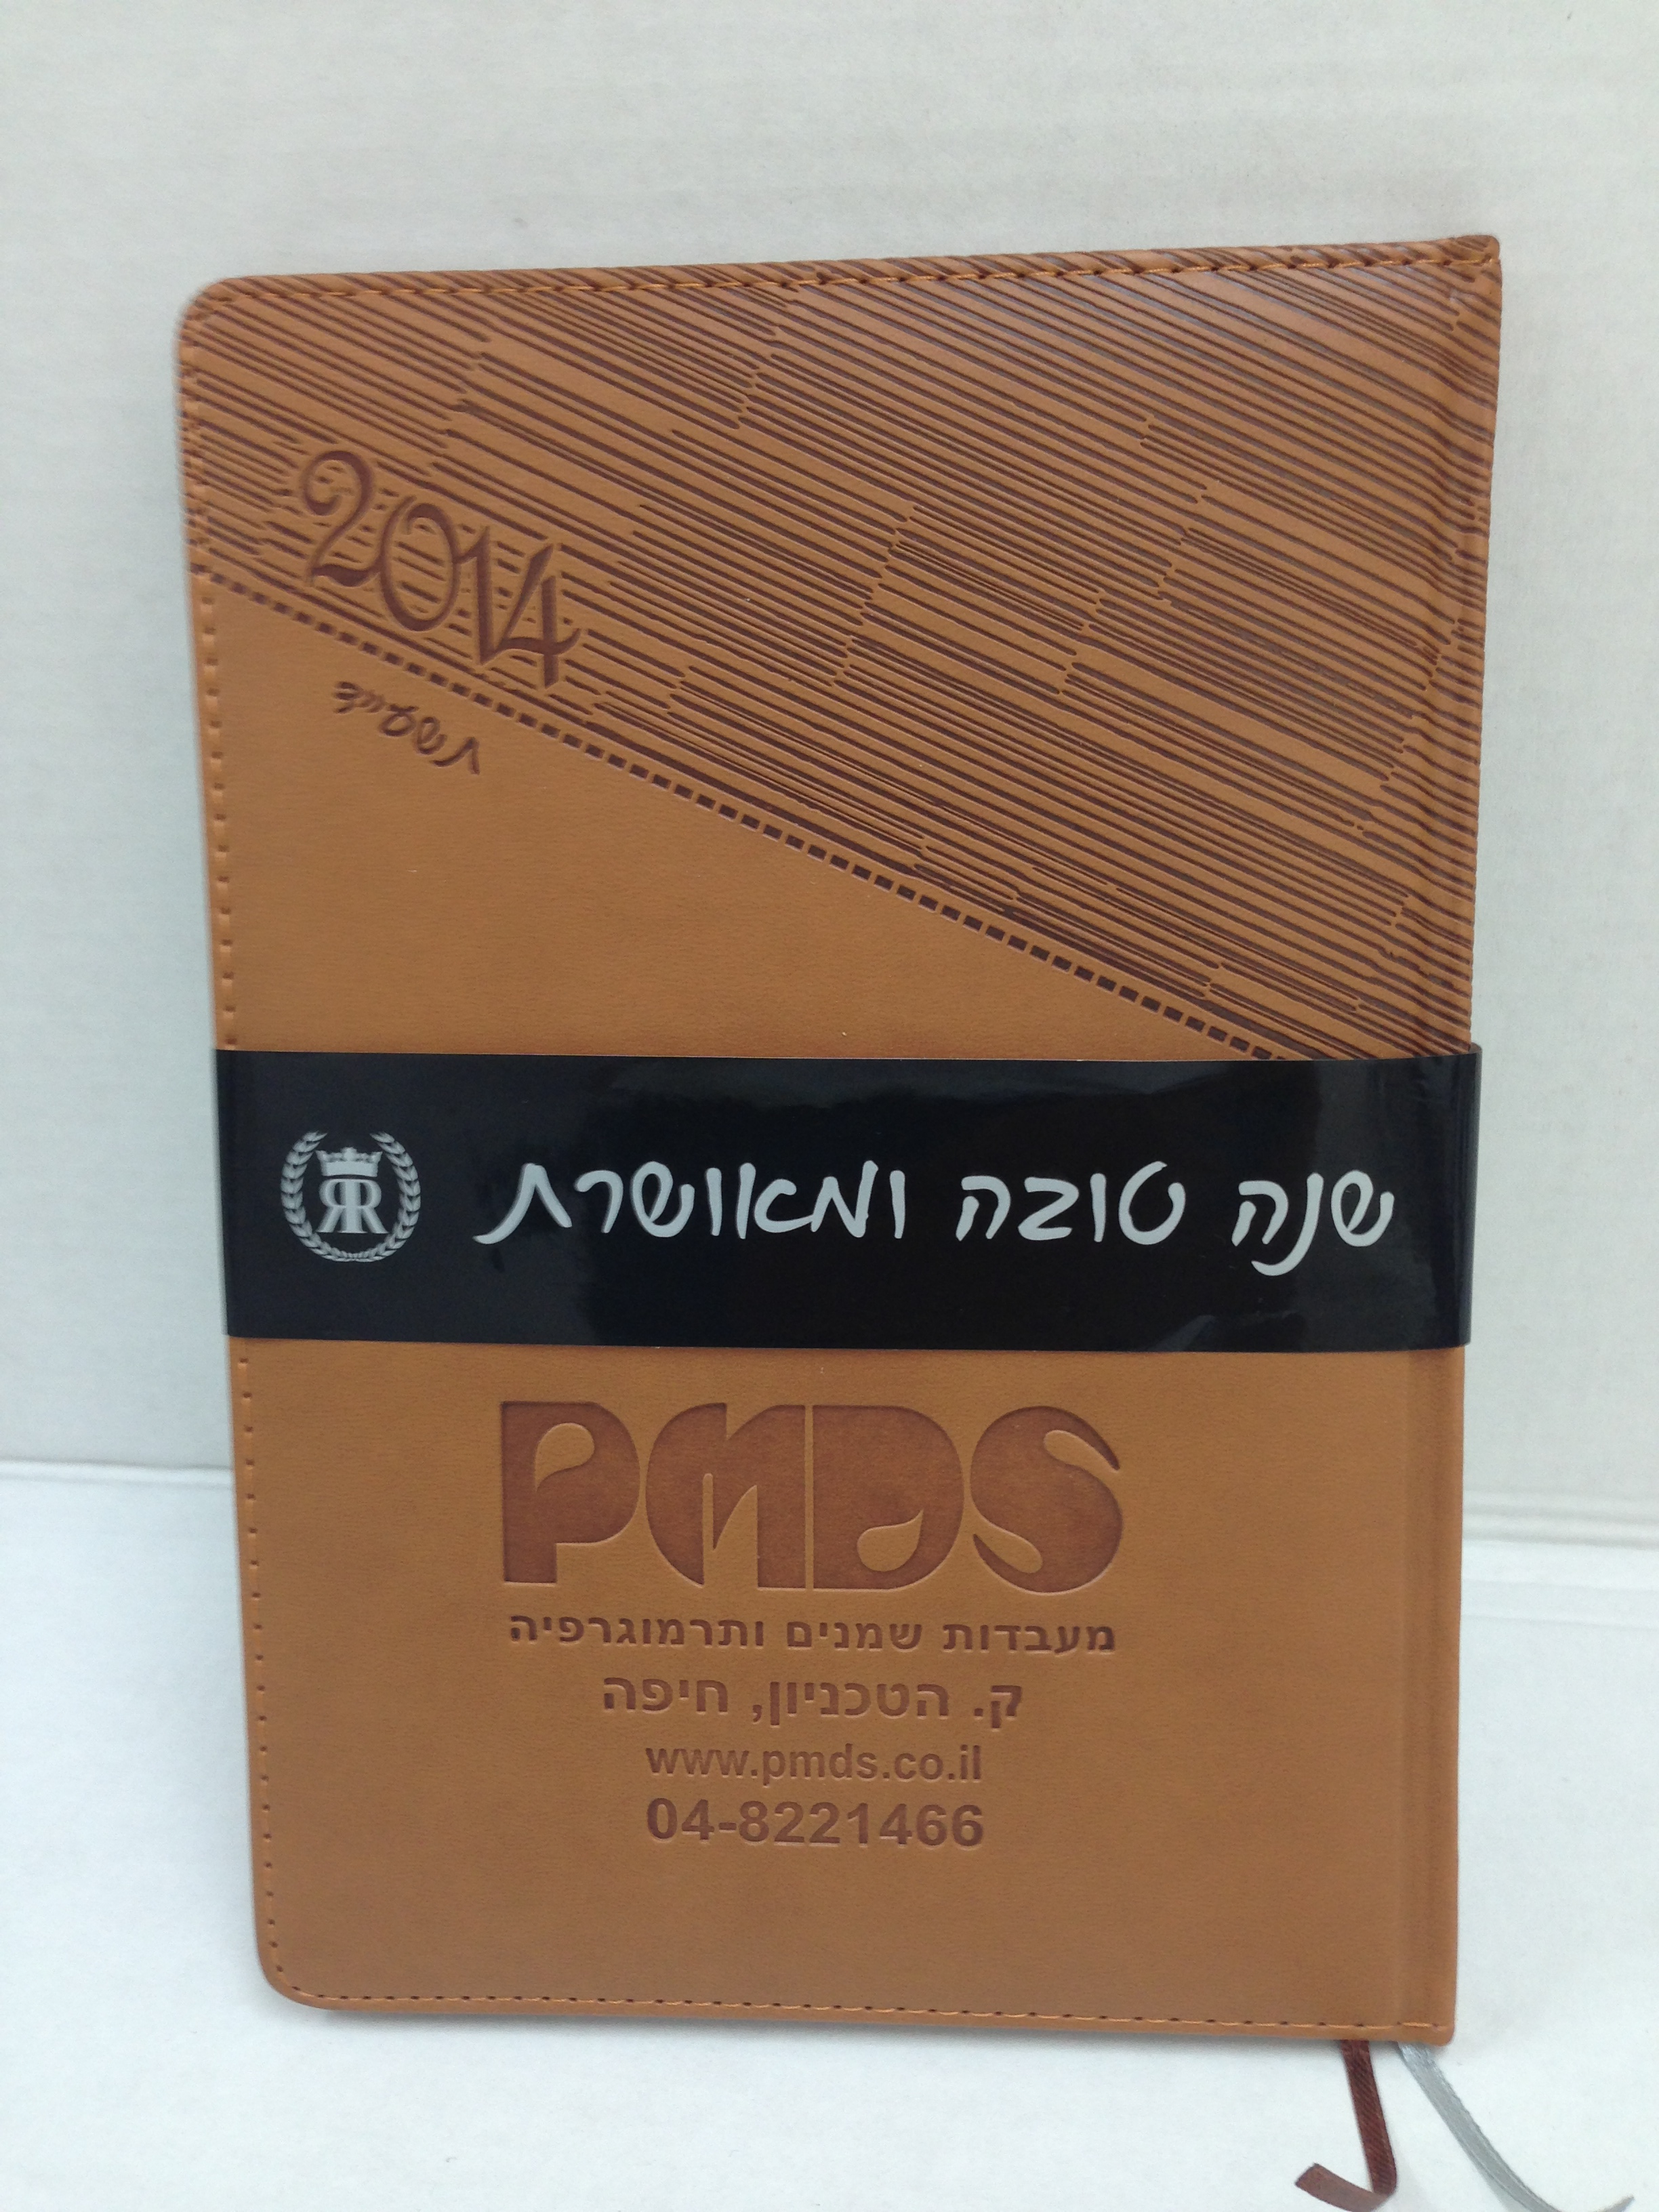 2014
תשע״ד
שנה טובה ומאושרת
PMDS
מעבדות שמנים ותרמוגרפיה
ק. הטכניון, חיפה
www.pmds.co.il
04-8221466